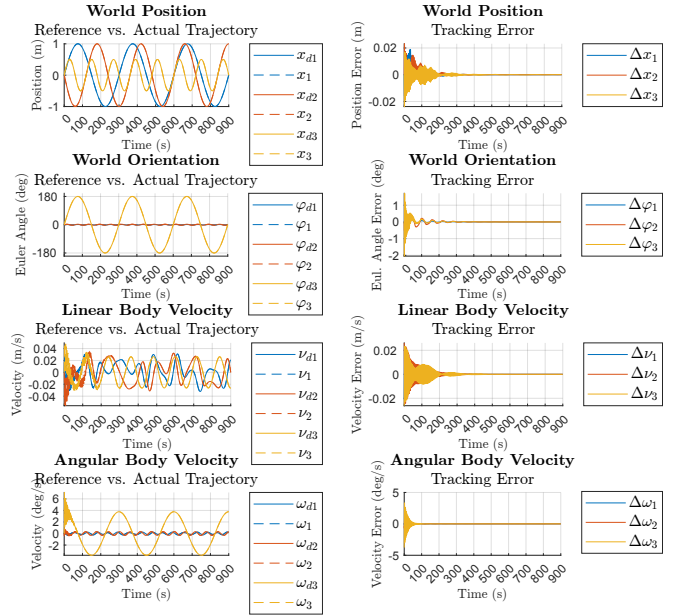 World Position
Reference vs. Actual Trajectory
Position (m)
1
0
-1
0
100
200
300
400
500
600
700
800
900
Time (s)
x_{d1}
x_1
x_{d2}
x_2
x_{d3}
x_3
World Position
Tracking Error
Position Error (m)
0.02
0
-0.02
0
100
200
300
400
500
600
700
800
900
Time (s)
Δx_1
Δx_2
Δx_3
World Orientation
Reference vs. Actual Trajectory
Euler Angle (deg)
180
0
-180
0
100
200
300
400
500
600
700
800
900
Time (s)
φ_{d1}
φ_1
φ_{d2}
φ_2
φ_{d3}
φ_3
World Orientation
Tracking Error
Eul. Angle Error (deg)
1
0
-1
-2
0
100
200
300
400
500
600
700
800
900
Time (s)
Δφ_1
Δφ_2
Δφ_3
Linear Body Velocity
Reference vs. Actual Trajectory
Velocity (m/s)
0.04
0.02
0
-0.02
-0.04
0
100
200
300
400
500
600
700
800
900
Time (s)
ν_{d1}
ν_1
ν_{d2}
ν_2
ν_{d3}
ν_3
Linear Body Velocity
Tracking Error
Velocity Error (m/s)
0.02
0
-0.02
0
100
200
300
400
500
600
700
800
900
Time (s)
Δν_1
Δν_2
Δν_3
Angular Body Velocity
Reference vs. Actual Trajectory
Velocity (deg/s)
6
4
2
0
-2
0
100
200
300
400
500
600
700
800
900
Time (s)
ω_{d1}
ω_1
ω_{d2}
ω_2
ω_{d3}
ω_3
Angular Body Velocity
Tracking Error
Velocity Error (deg/s)
5
0
-5
0
100
200
300
400
500
600
700
800
900
Time (s)
Δω_1
Δω_2
Δω_3